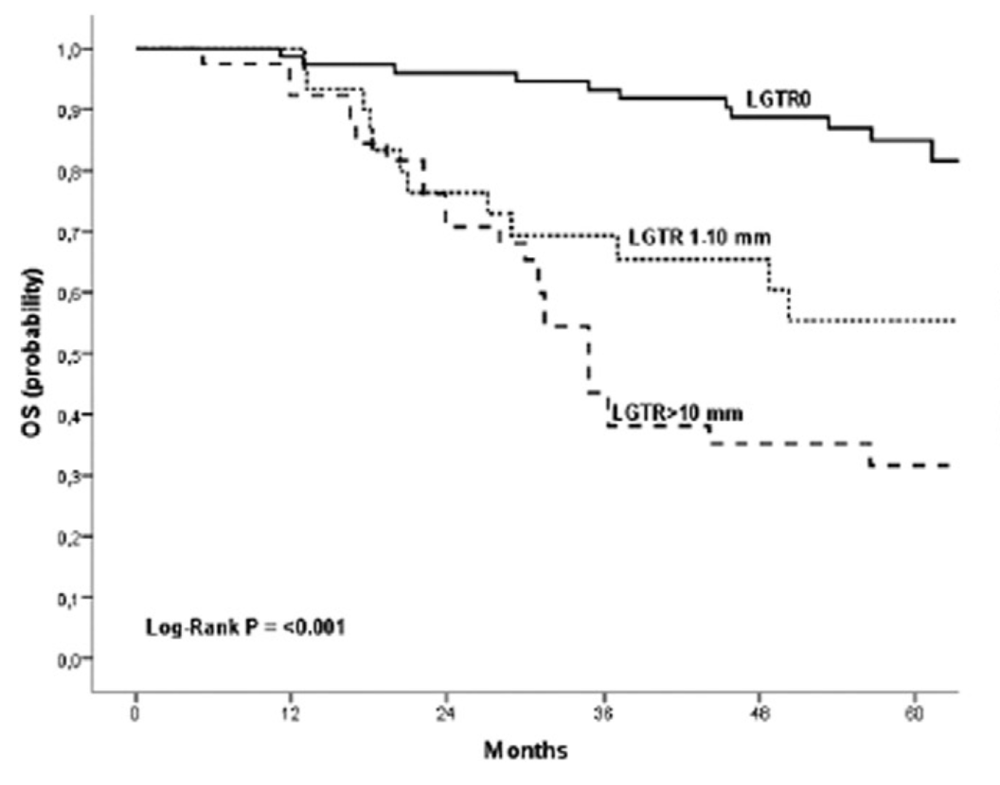 1,0
LGTR0
0,9
0,8
0,7
LGTR 1-10 mm
0,6
0,5
OS (probability)
0,4
LGTR>10 mm
0,3
0,2
0,1
Log-Rank P = <0.001
0,0
0 12 24 36 48 60
Months